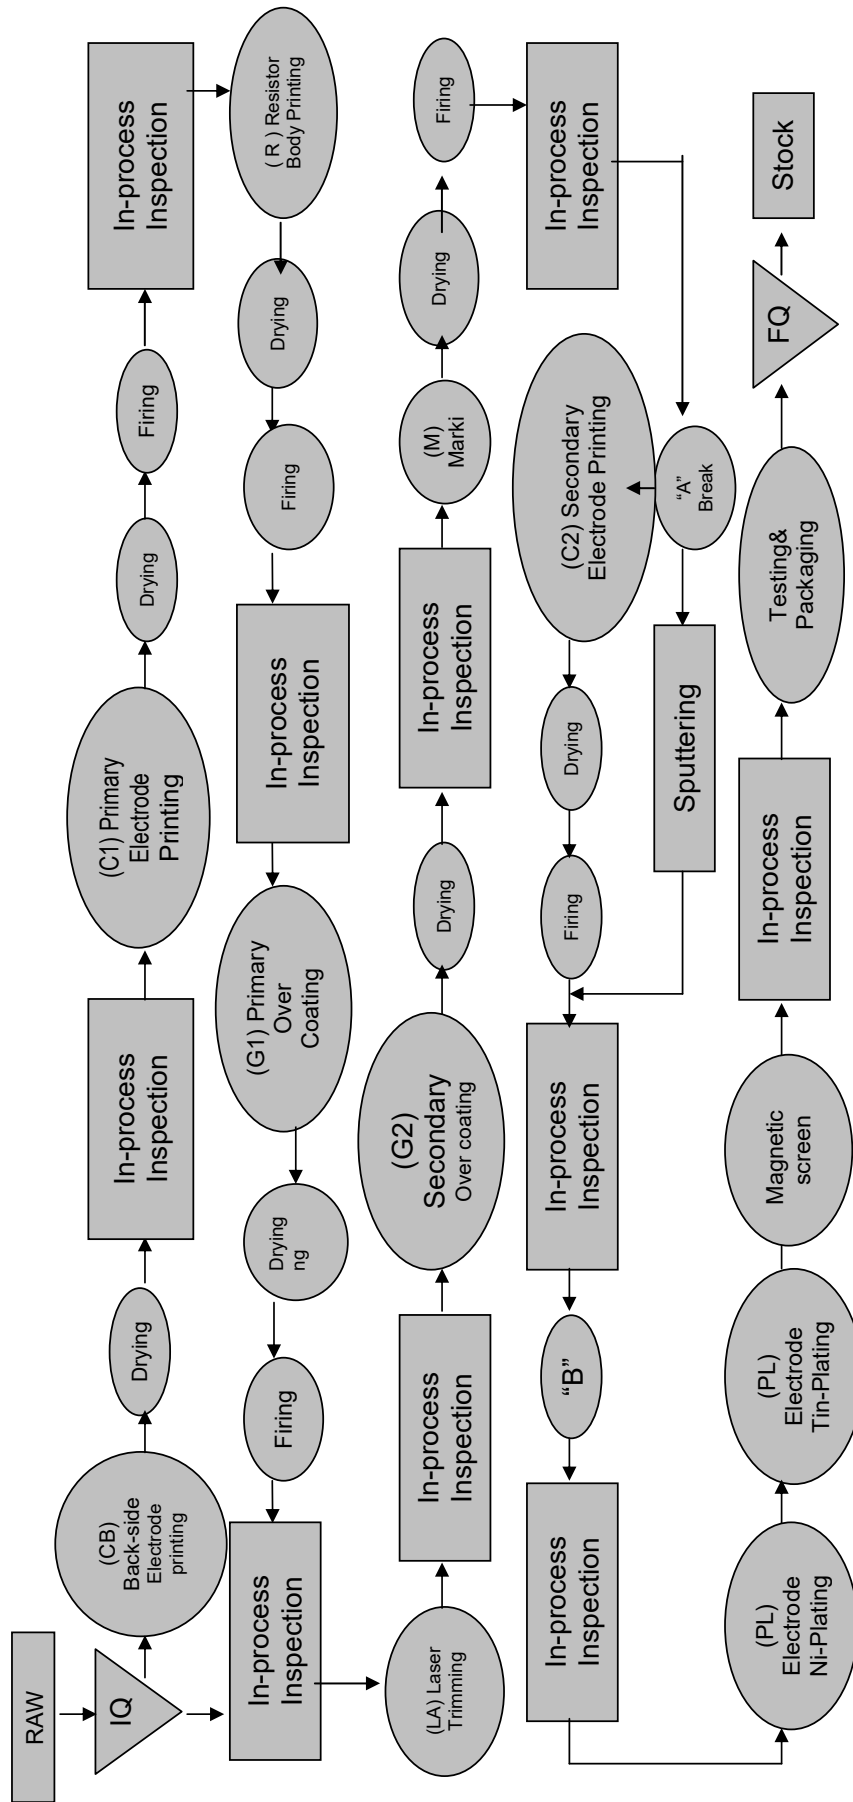 RAW
IQ
(CB)
Back-side
Electrode
printing
Drying
In-process
Inspection
(C1) Primary
Electrode
Printing
Drying
Firing
In-process
Inspection
( R ) Resistor
Body Printing
Drying
Firing
In-process
Inspection
(G1) Primary
Over
Coating
Drying
ng
Firing
In-process
Inspection
(LA) Laser
Trimming
In-process
Inspection
(G2)
Secondary
Over coating
Drying
In-process
Inspection
(M)
Marki
Drying
Firing
In-process
Inspection
"A"
Break
(C2) Secondary
Electrode Printing
Drying
Firing
Sputtering
In-process
Inspection
“B”
In-process
Inspection
(PL)
Electrode
Ni-Plating
(PL)
Electrode
Tin-Plating
Magnetic
screen
In-process
Inspection
Testing&
Packaging
FQ
Stock